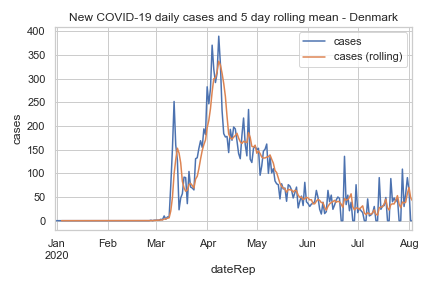 New COVID-19 daily cases and 5 day rolling mean - Denmark
400
350
300
250
200
150
100
50
0
cases
cases
cases (rolling)
Jan Feb Mar Apr May Jun Jul Aug
2020
dateRep